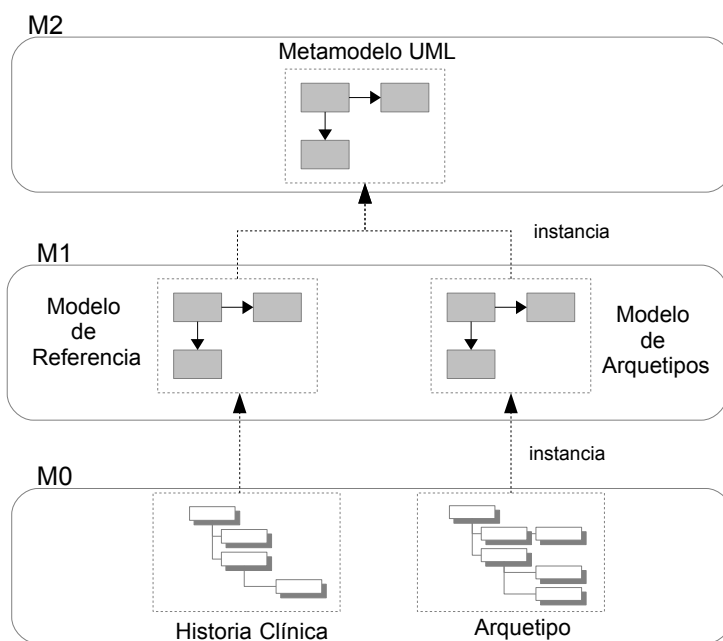 M2
Metamodelo UML
instancia
M1
Modelo
de
Referencia
Modelo
de
Arquetipos
instancia
M0
Historia Clínica
Arquetipo